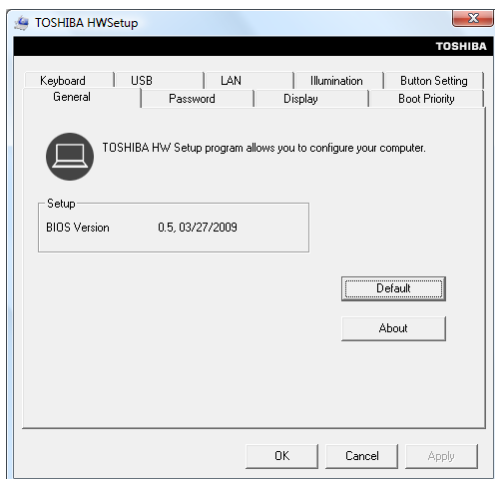 TOSHIBA HWSetup
TOSHIBA
Keyboard USB LAN Illumination Button Setting
General Password Display Boot Priority
TOSHIBA HW Setup program allows you to configure your computer.
Setup
BIOS Version 0.5, 03/27/2009
Default
About
OK Cancel Apply